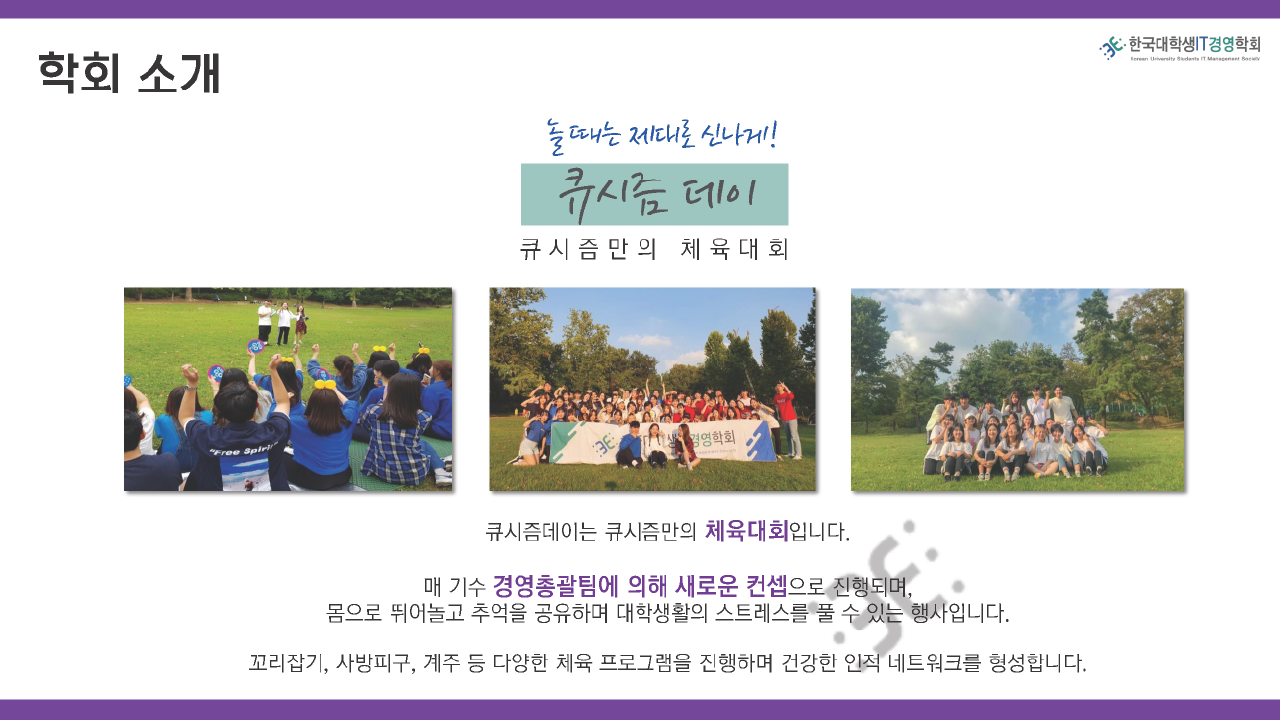 학회 소개
한국대학생IT경영학회
Korean University Students IT Management Society
놀 때는 제대로 신나게!
큐시즘 데이
큐시즘만의 체육대회
"Free Spirit
경영학회
큐시즘데이는 큐시즘만의 체육대회입니다.
매 기수 경영총괄팀에 의해 새로운 컨셉으로 진행되며,
몸으로 뛰어놀고 추억을 공유하며 대학생활의 스트레스를 풀 수 있는 행사입니다.
꼬리잡기, 사방피구, 계주 등 다양한 체육 프로그램을 진행하며 건강한 인적 네트워크를 형성합니다.